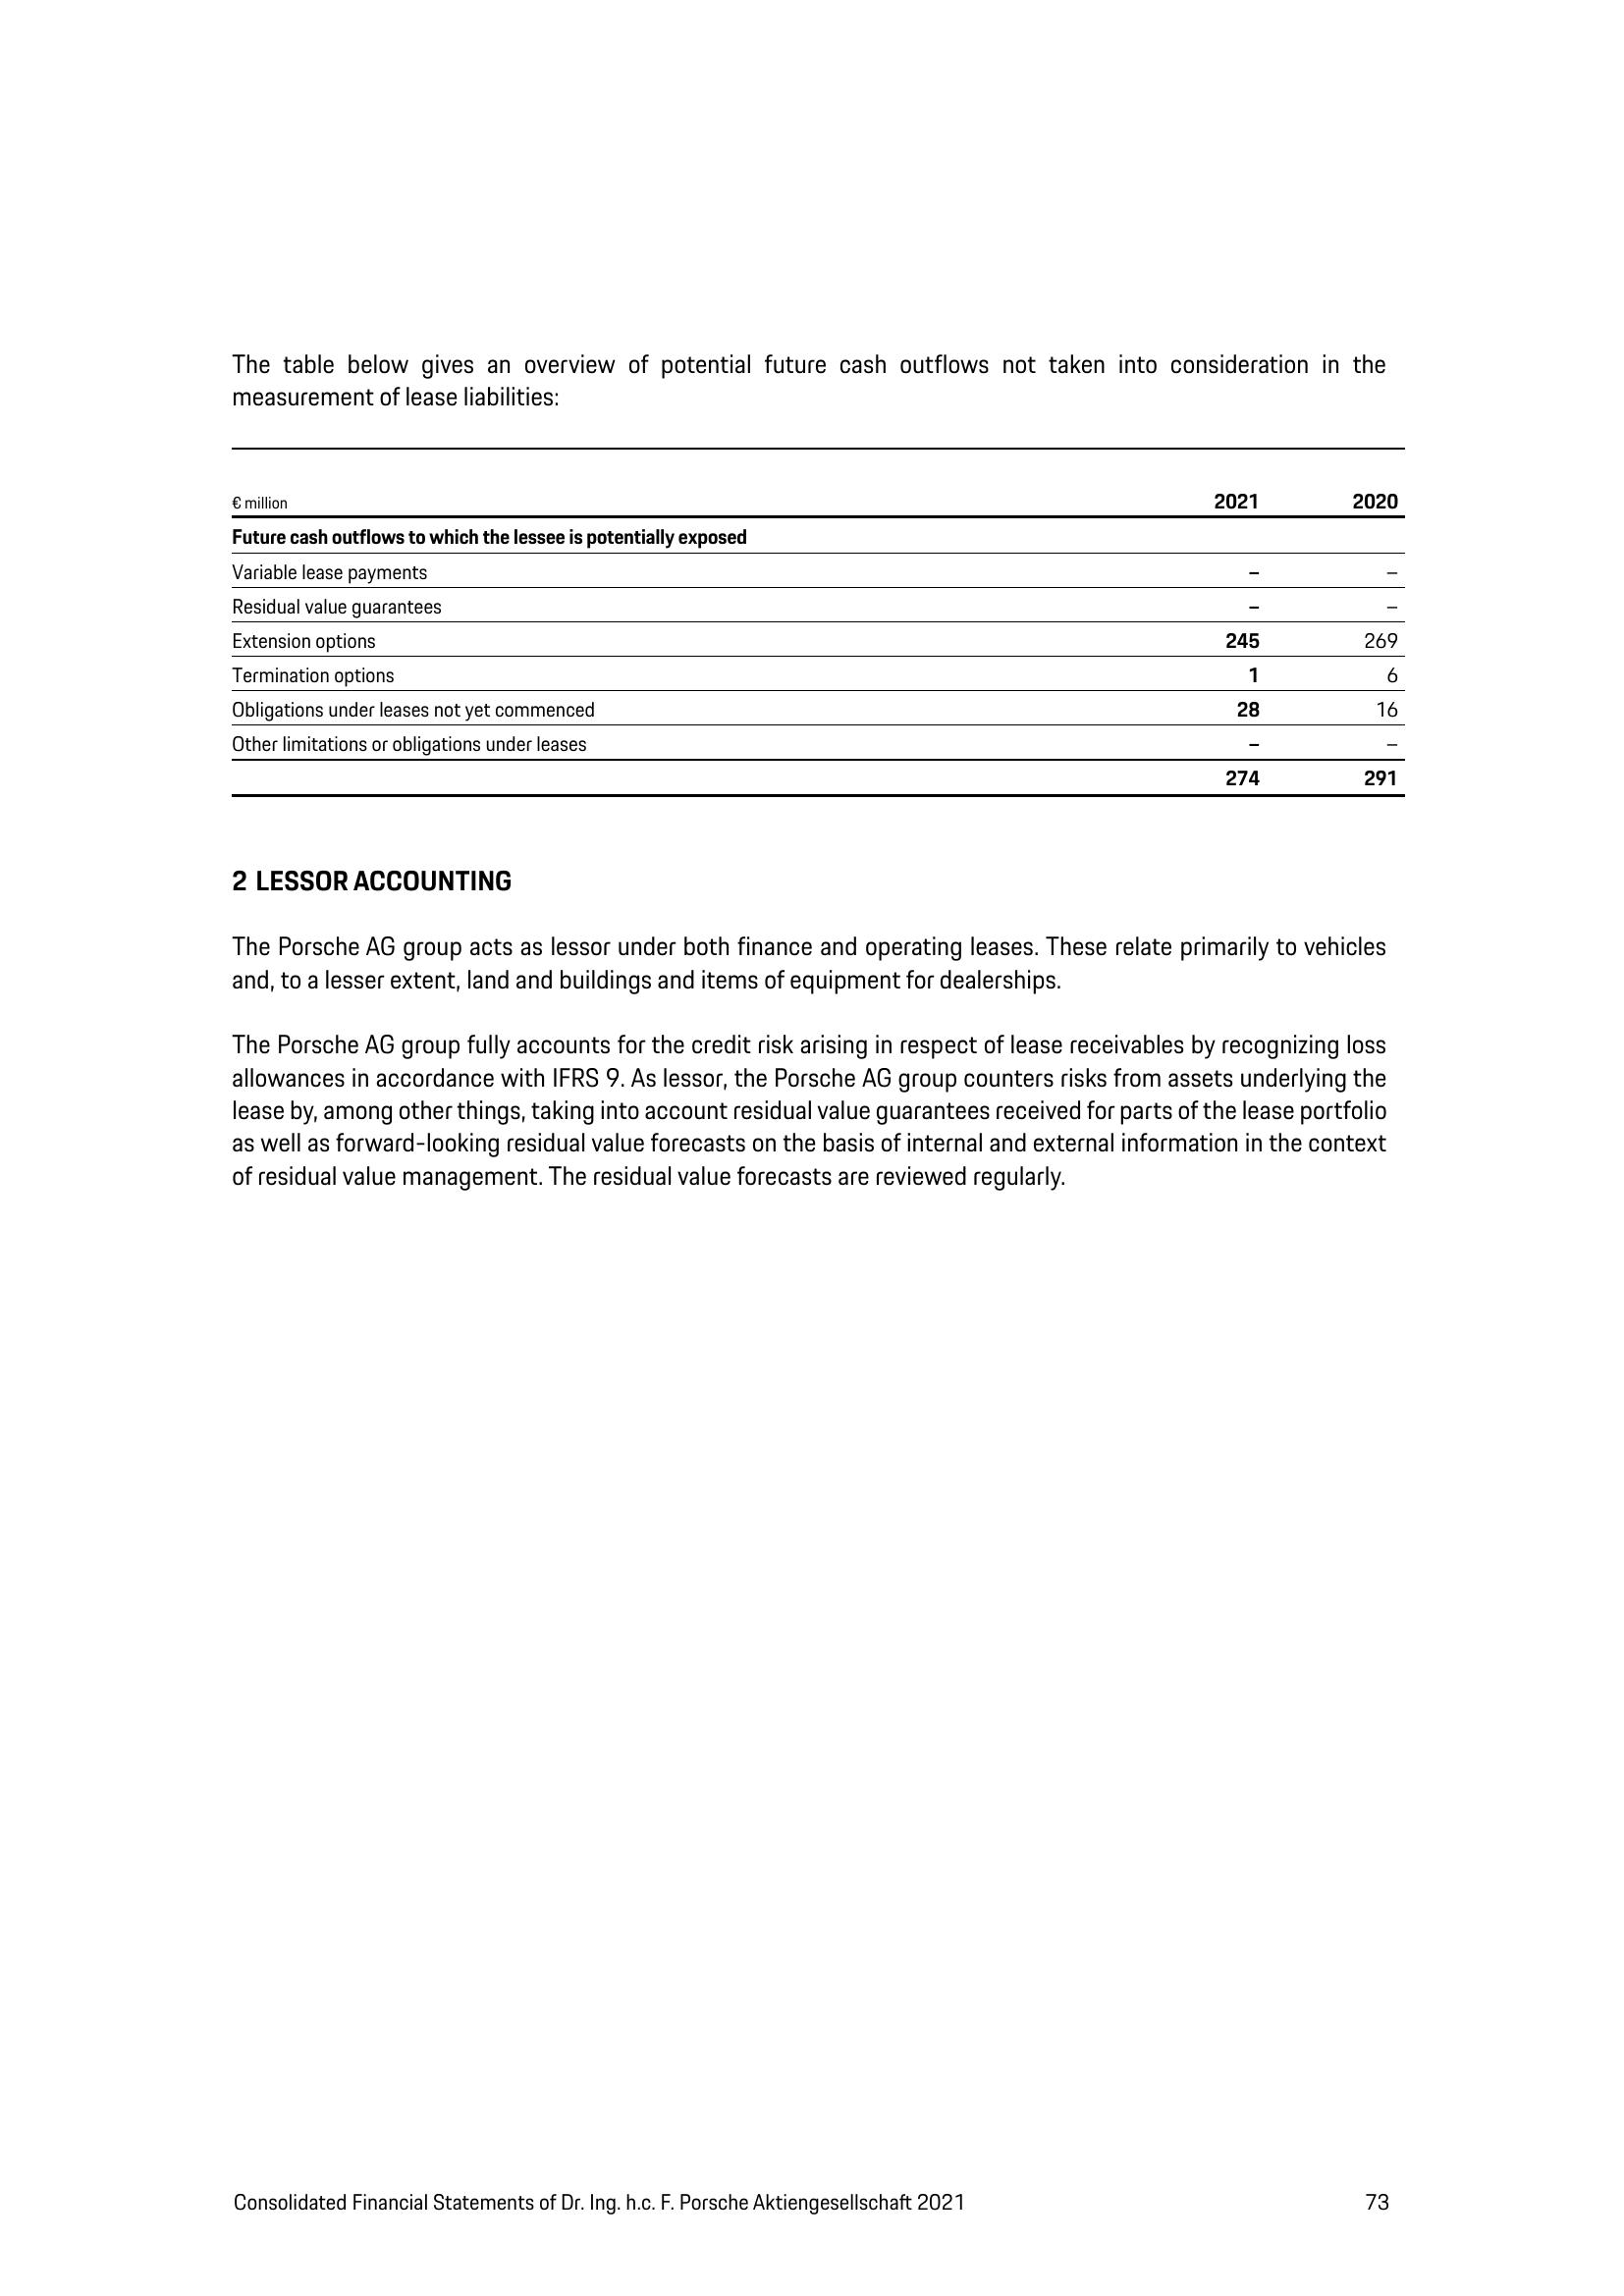 The table below gives an overview of potential future cash outflows not taken into consideration in the
measurement of lease liabilities:
€ million 2021 2020
Future cash outflows to which the lessee is potentially exposed
Variable lease payments – –
Residual value guarantees – –
Extension options 245 269
Termination options 1 6
Obligations under leases not yet commenced 28 16
Other limitations or obligations under leases – –
274 291
2 LESSOR ACCOUNTING
The Porsche AG group acts as lessor under both finance and operating leases. These relate primarily to vehicles
and, to a lesser extent, land and buildings and items of equipment for dealerships.
The Porsche AG group fully accounts for the credit risk arising in respect of lease receivables by recognizing loss
allowances in accordance with IFRS 9. As lessor, the Porsche AG group counters risks from assets underlying the
lease by, among other things, taking into account residual value guarantees received for parts of the lease portfolio
as well as forward-looking residual value forecasts on the basis of internal and external information in the context
of residual value management. The residual value forecasts are reviewed regularly.
Consolidated Financial Statements of Dr. Ing. h.c. F. Porsche Aktiengesellschaft 2021 73